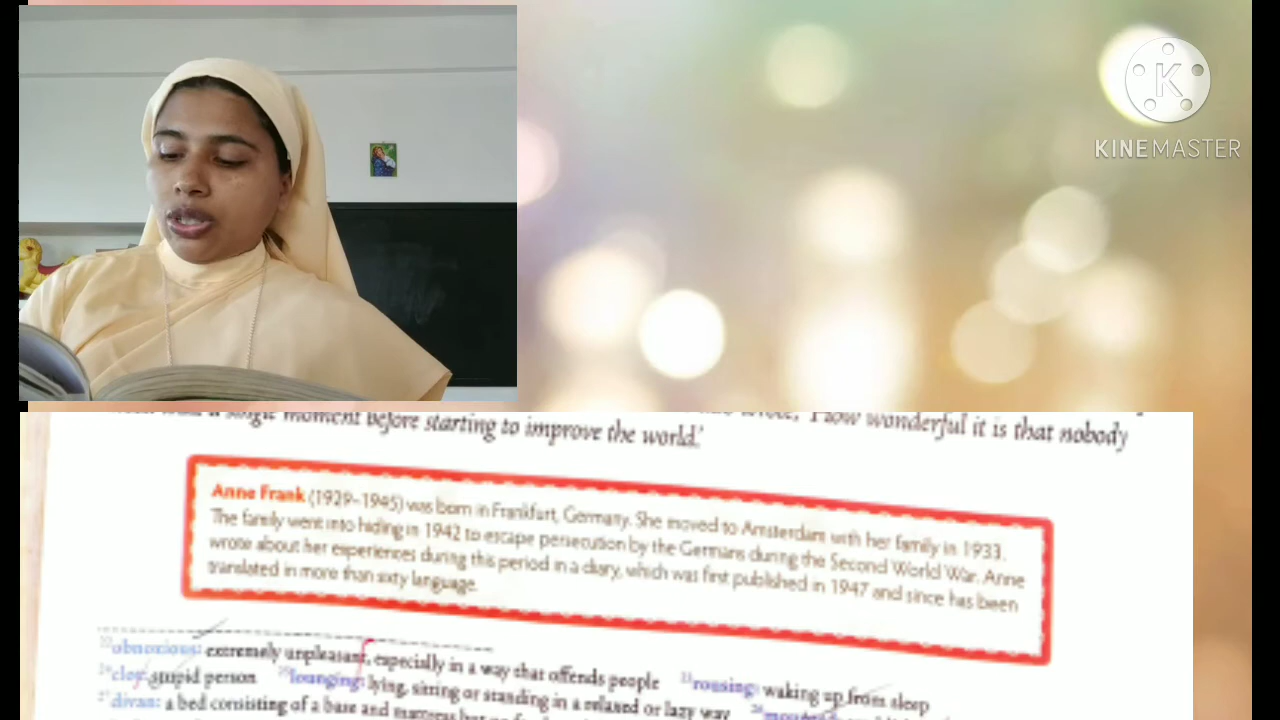 K
KINEMASTER
a single moment before starting to improve the world.' wrote, 'How wonderful it is that nobody
Anne Frank (1929–1945) was born in Frankfurt, Germany. She moved to Amsterdam with her family in 1933.
The family went into hiding in 1942 to escape persecution by the Germans during the Second World War. Anne
wrote about her experiences during this period in a diary, which was first published in 1947 and since has been
translated in more than sixty language.
obnoxious: extremely unpleasant, especially in a way that offends people rousing: waking up from sleep
clot: stupid person lounging: lying, sitting or standing in a relaxed or lazy way
divan: a bed consisting of a base and mattress but no